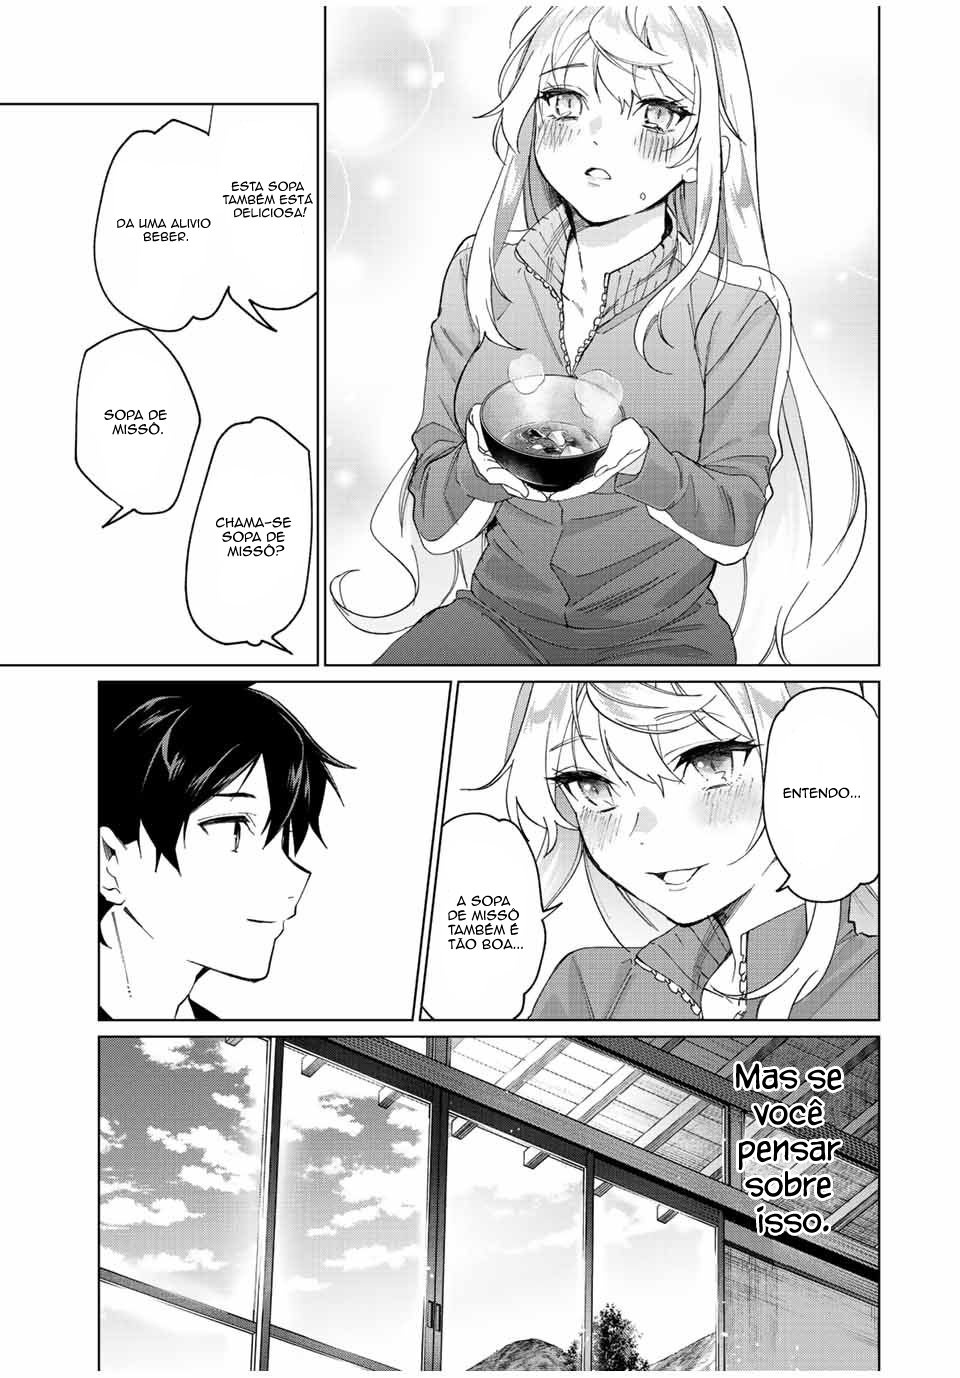 ESTA SOPA
TAMBÉM ESTÁ
DELICIOSA!
DA UMA ALIVIO
BEBER.
SOPA DE
MISSÔ.
CHAMA-SE
SOPA DE
MISSÔ?
ENTENDO...
A SOPA
DE MISSÔ
TAMBÉM É
TÃO BOA...
Mas se
você
pensar
sobre
isso.